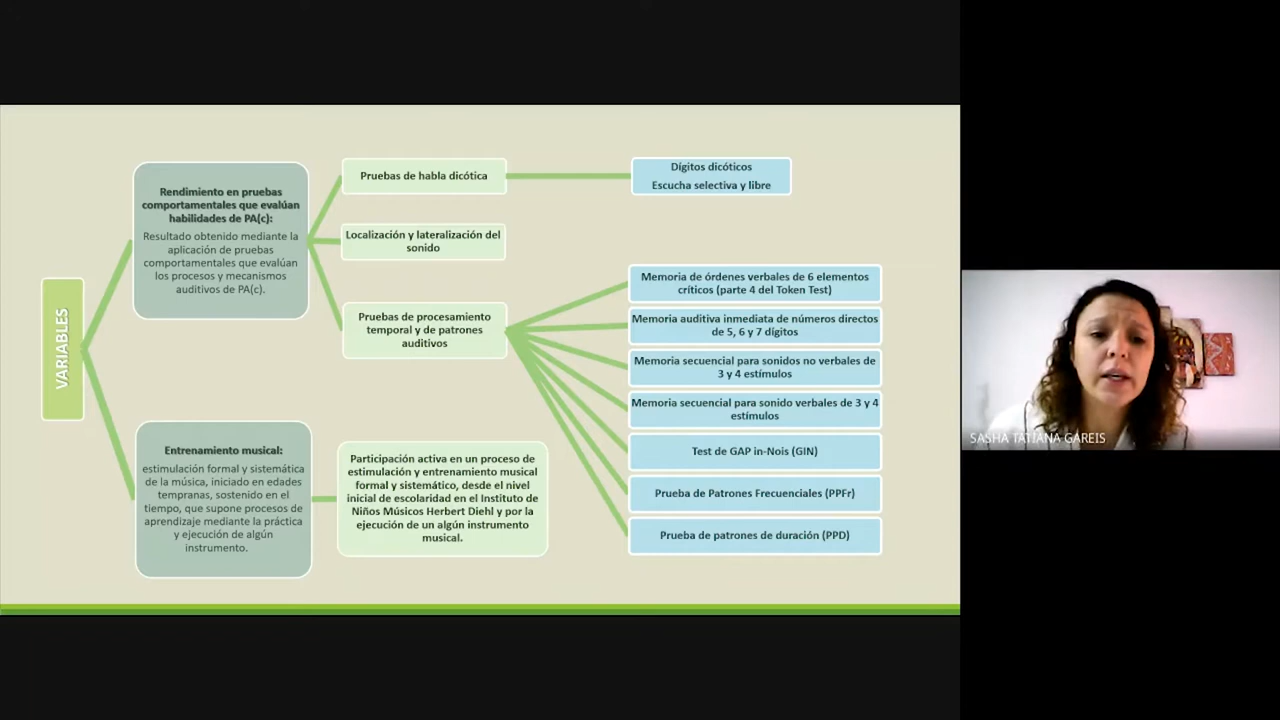 VARIABLES
Rendimiento en pruebas
comportamentales que evalúan
habilidades de PA(c):
Resultado obtenido mediante la
aplicación de pruebas
comportamentales que evalúan
los procesos y mecanismos
auditivos de PA(c).
Pruebas de habla dicótica
Dígitos dicóticos
Escucha selectiva y libre
Localización y lateralización del
sonido
Pruebas de procesamiento
temporal y de patrones
auditivos
Memoria de órdenes verbales de 6 elementos
críticos (parte 4 del Token Test)
Memoria auditiva inmediata de números directos
de 5, 6 y 7 dígitos
Memoria secuencial para sonidos no verbales de
3 y 4 estímulos
Memoria secuencial para sonido verbales de 3 y 4
estímulos
Test de GAP in-Nois (GIN)
Prueba de Patrones Frecuenciales (PPFr)
Prueba de patrones de duración (PPD)
Entrenamiento musical:
estimulación formal y sistemática
de la música, iniciado en edades
tempranas, sostenido en el
tiempo, que supone procesos de
aprendizaje mediante la práctica
y ejecución de algún
instrumento.
Participación activa en un proceso de
estimulación y entrenamiento musical
formal y sistemático, desde el nivel
inicial de escolaridad en el Instituto de
Niños Músicos Herbert Diehl y por la
ejecución de un algún instrumento
musical.
SASHA TATIANA GAREIS